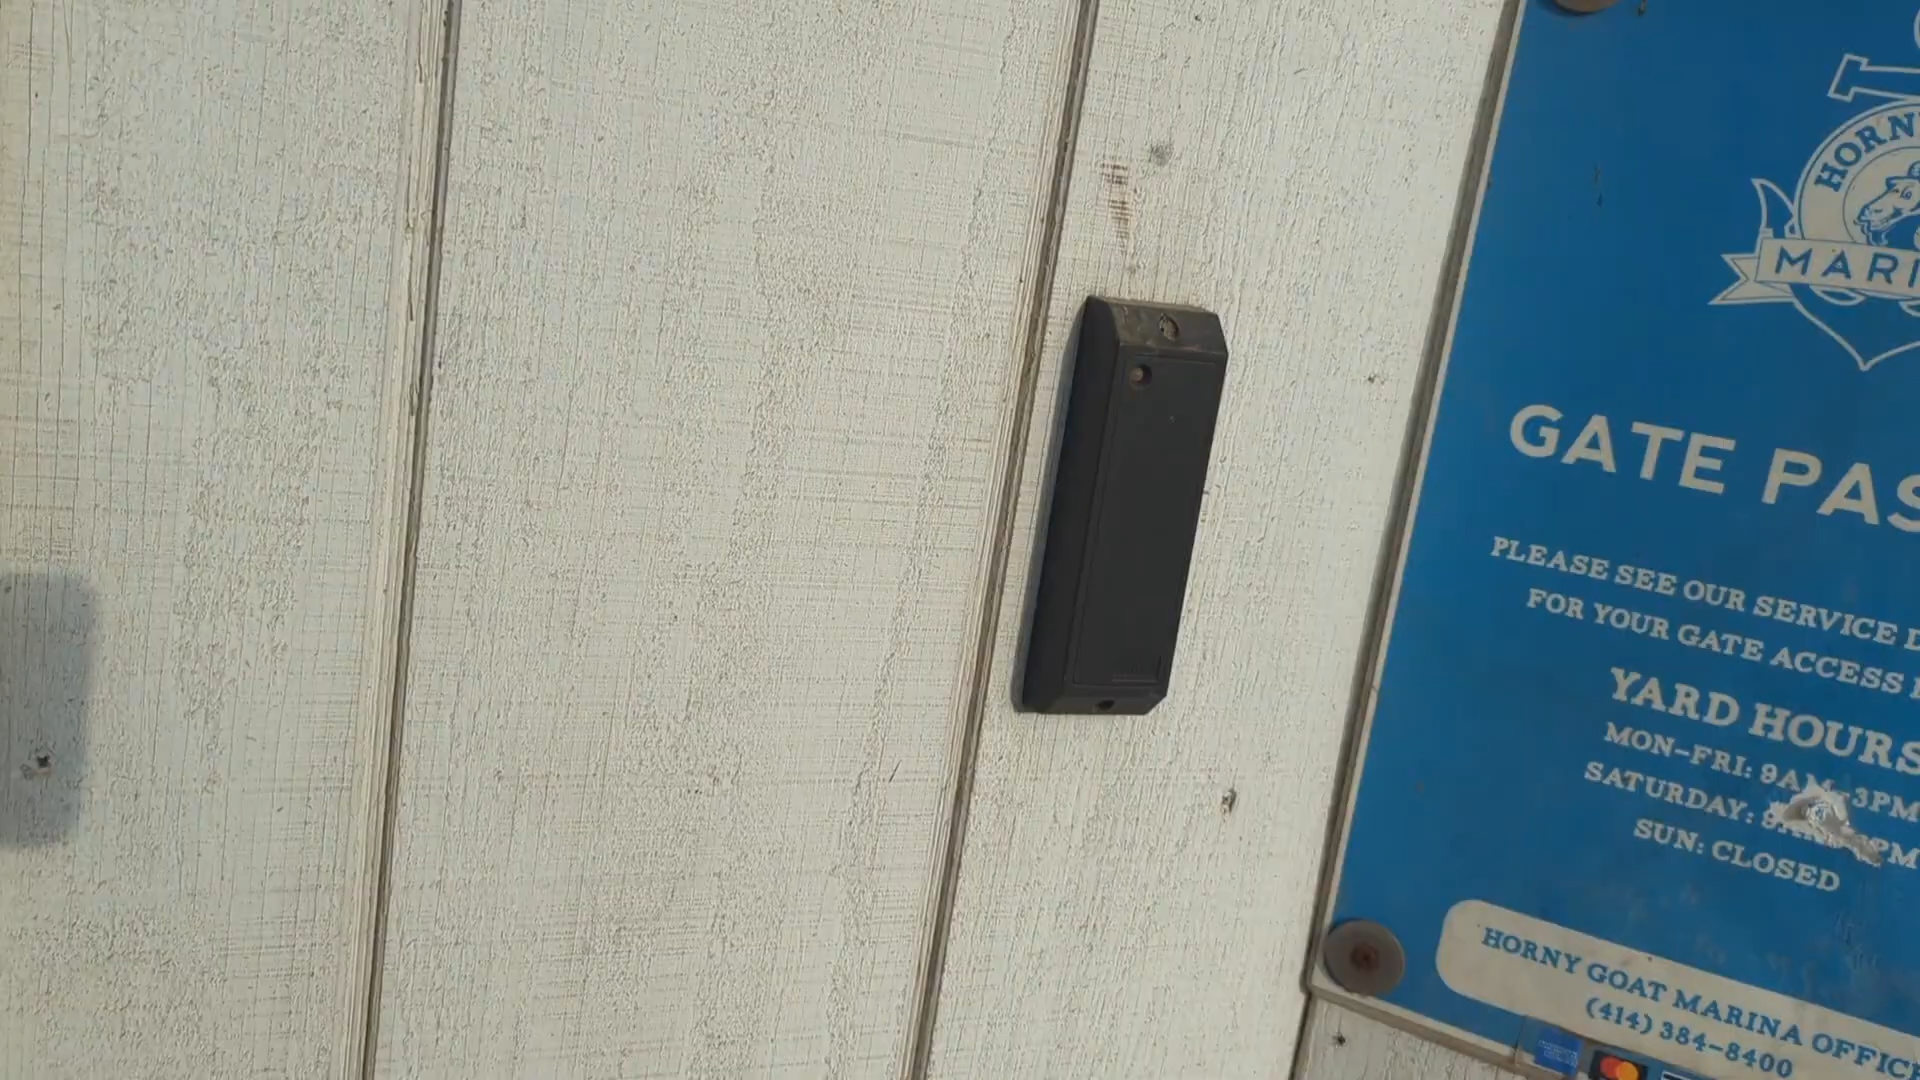 HORN
MARI
GATE PAS
PLEASE SEE OUR SERVICE D
FOR YOUR GATE ACCESS
YARD HOURS
MON-FRI: 9AM-3PM
SATURDAY:
SUN: CLOSED
HORNY GOAT MARINA OFFIC
(414) 384-8400